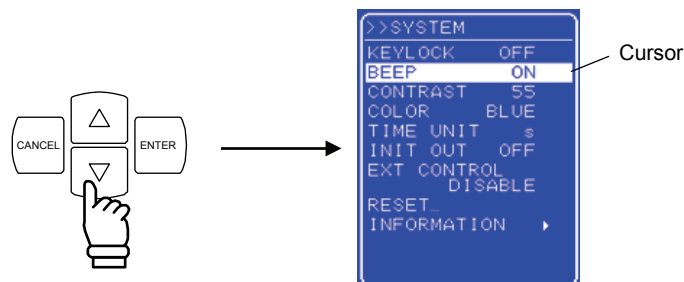 >>SYSTEM
KEYLOCK OFF
BEEP ON
Cursor
CONTRAST 55
COLOR BLUE
TIME UNIT s
INIT OUT OFF
EXT CONTROL
DISABLE
RESET_
INFORMATION ▸
CANCEL
△
ENTER
▽